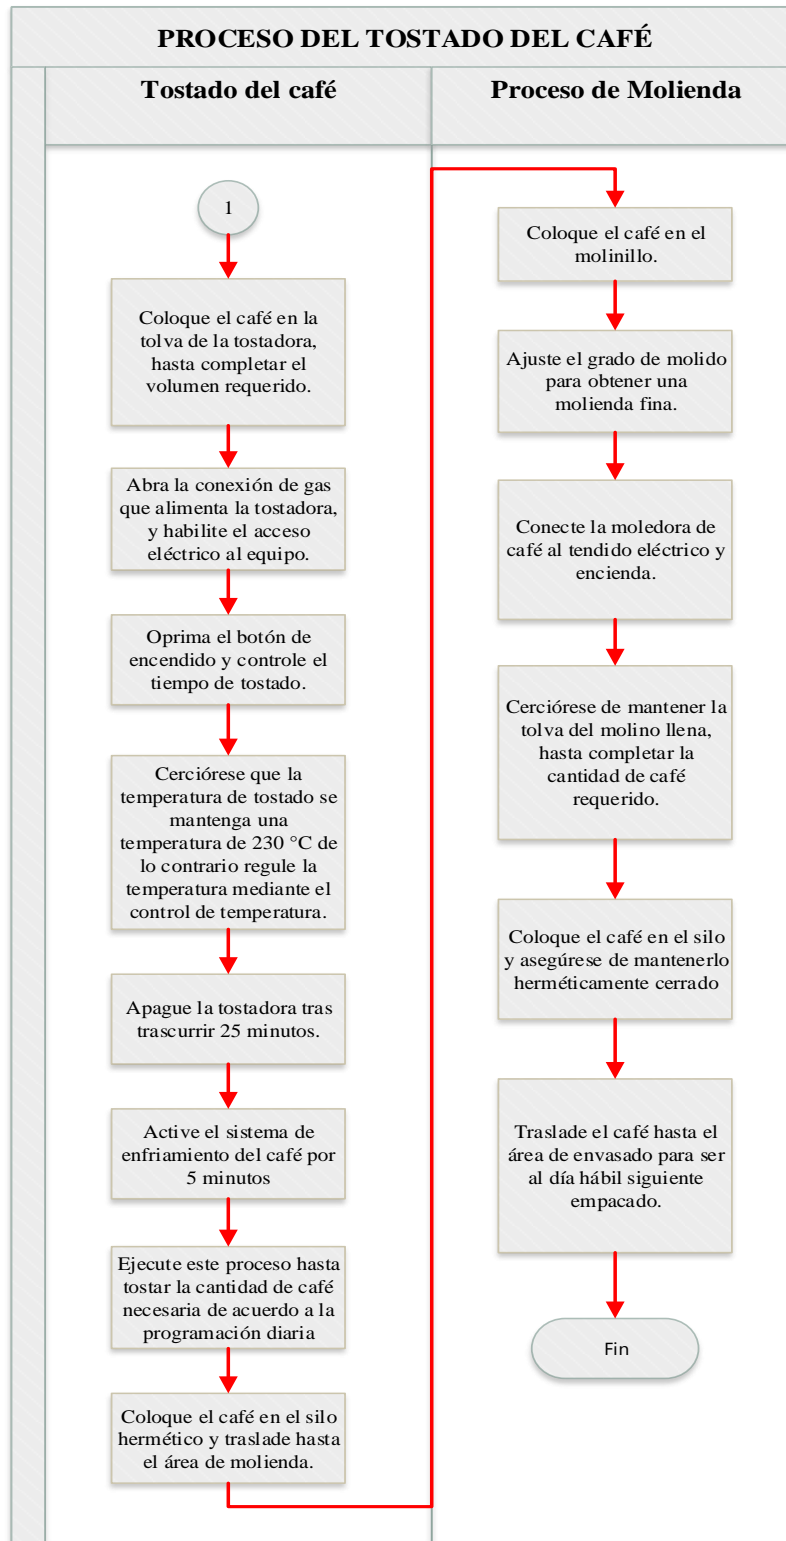 PROCESO DEL TOSTADO DEL CAFÉ
Tostado del café
Proceso de Molienda
1
Coloque el café en la
tolva de la tostadora,
hasta completar el
volumen requerido.
Abra la conexión de gas
que alimenta la tostadora,
y habilite el acceso
eléctrico al equipo.
Oprima el botón de
encendido y controle el
tiempo de tostado.
Cerciórese que la
temperatura de tostado se
mantenga una
temperatura de 230 °C de
lo contrario regule la
temperatura mediante el
control de temperatura.
Apague la tostadora tras
trascurrir 25 minutos.
Active el sistema de
enfriamiento del café por
5 minutos
Ejecute este proceso hasta
tostar la cantidad de café
necesaria de acuerdo a la
programación diaria
Coloque el café en el silo
hermético y traslade hasta
el área de molienda.
Coloque el café en el
molinillo.
Ajuste el grado de molido
para obtener una
molienda fina.
Conecte la moledora de
café al tendido eléctrico y
encienda.
Cerciórese de mantener la
tolva del molino llena,
hasta completar la
cantidad de café
requerido.
Coloque el café en el silo
y asegúrese de mantenerlo
herméticamente cerrado
Traslade el café hasta el
área de envasado para ser
al día hábil siguiente
empacado.
Fin